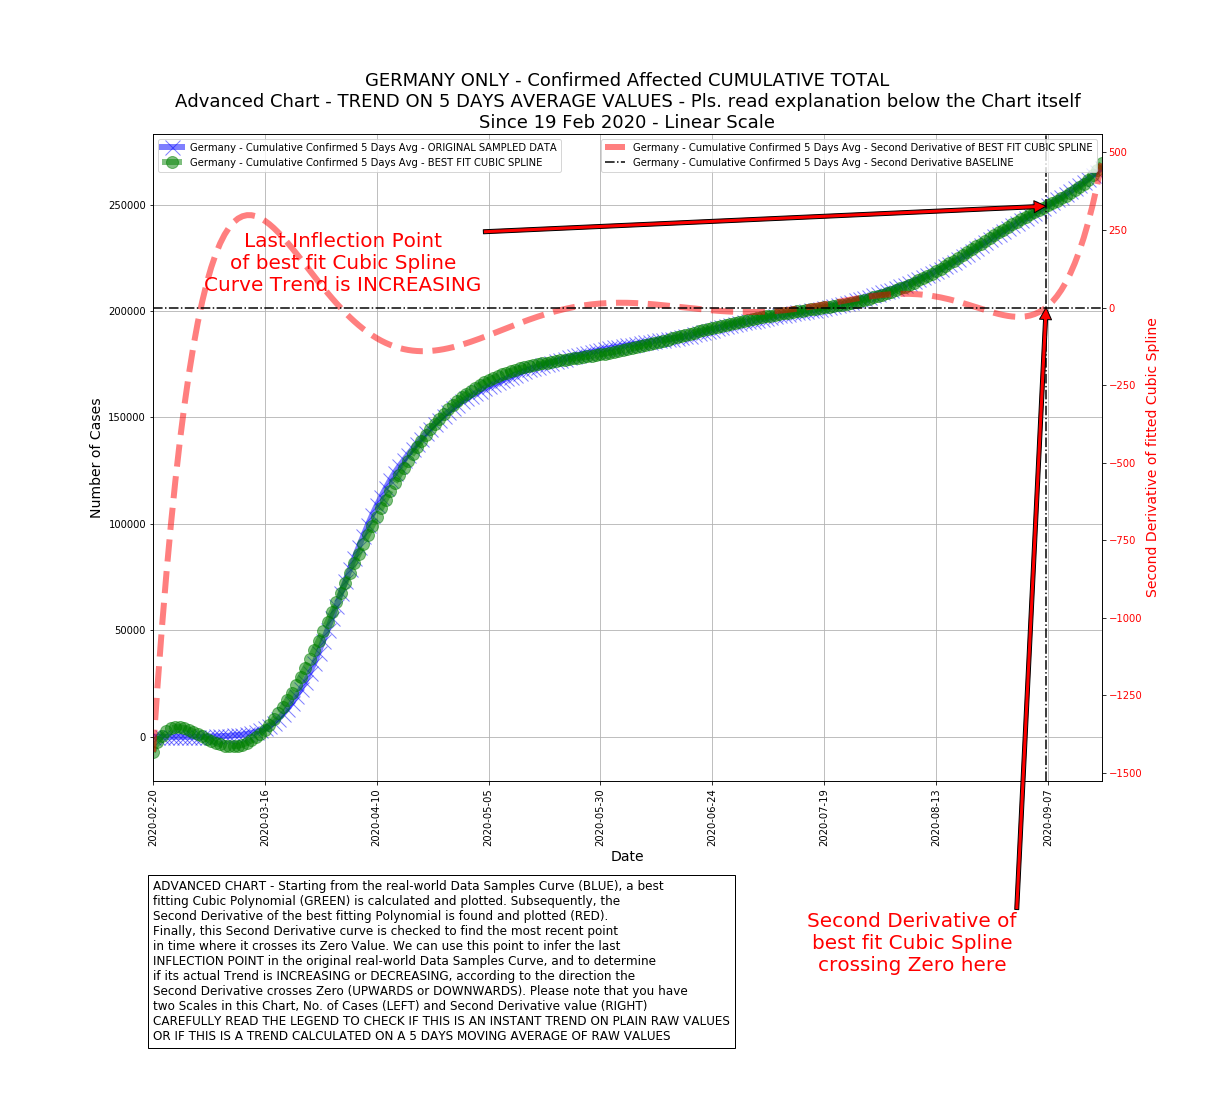 GERMANY ONLY - Confirmed Affected CUMULATIVE TOTAL
Advanced Chart - TREND ON 5 DAYS AVERAGE VALUES - Pls. read explanation below the Chart itself
Since 19 Feb 2020 - Linear Scale
Germany - Cumulative Confirmed 5 Days Avg - ORIGINAL SAMPLED DATA
Germany - Cumulative Confirmed 5 Days Avg - BEST FIT CUBIC SPLINE
Germany - Cumulative Confirmed 5 Days Avg - Second Derivative of BEST FIT CUBIC SPLINE
Germany - Cumulative Confirmed 5 Days Avg - Second Derivative BASELINE
Last Inflection Point
of best fit Cubic Spline
Curve Trend is INCREASING
Number of Cases
250000
200000
150000
100000
50000
0
500
250
0
−250
−500
−750
−1000
−1250
−1500
Second Derivative of fitted Cubic Spline
2020-02-20
2020-03-16
2020-04-10
2020-05-05
2020-05-30
2020-06-24
2020-07-19
2020-08-13
2020-09-07
Date
ADVANCED CHART - Starting from the real-world Data Samples Curve (BLUE), a best
fitting Cubic Polynomial (GREEN) is calculated and plotted. Subsequently, the
Second Derivative of the best fitting Polynomial is found and plotted (RED).
Finally, this Second Derivative curve is checked to find the most recent point
in time where it crosses its Zero Value. We can use this point to infer the last
INFLECTION POINT in the original real-world Data Samples Curve, and to determine
if its actual Trend is INCREASING or DECREASING, according to the direction the
Second Derivative crosses Zero (UPWARDS or DOWNWARDS). Please note that you have
two Scales in this Chart, No. of Cases (LEFT) and Second Derivative value (RIGHT)
CAREFULLY READ THE LEGEND TO CHECK IF THIS IS AN INSTANT TREND ON PLAIN RAW VALUES
OR IF THIS IS A TREND CALCULATED ON A 5 DAYS MOVING AVERAGE OF RAW VALUES
Second Derivative of
best fit Cubic Spline
crossing Zero here